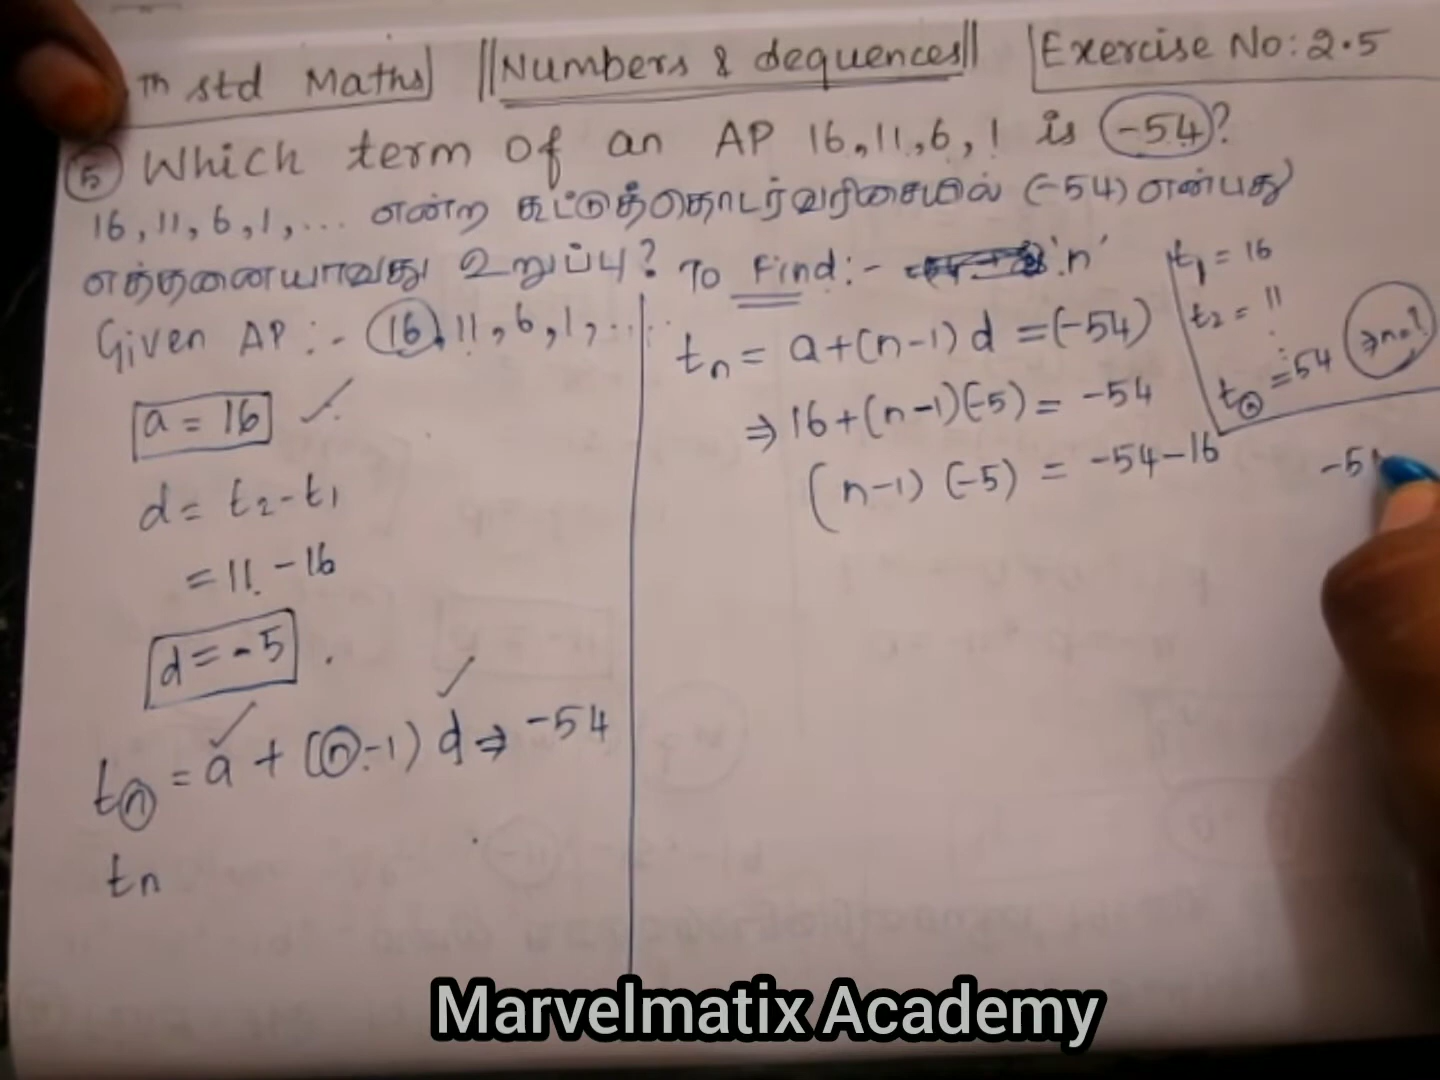 Th std Maths || Numbers & Sequences || Exercise No: 2.5
5 Which term of an AP 16, 11, 6, 1 is (-54)?
16, 11, 6, 1, ... என்ற கூட்டுத்தொடர்வரிசையில் (-54) என்பது
எத்தனையாவது உறுப்பு?
Given AP :- 16, 11, 6, 1, .....
a = 16 ✓
d = t2 - t1
= 11 - 16
d = -5
tn = a + (n-1) d ⇒ -54
tn
To Find :- 'n'
tn = a + (n-1) d = (-54)
⇒ 16 + (n-1)(-5) = -54
(n-1) (-5) = -54-16
t1 = 16
t2 = 11
⋮
tn = 54 ⇒ n=?
-54
Marvelmatix Academy